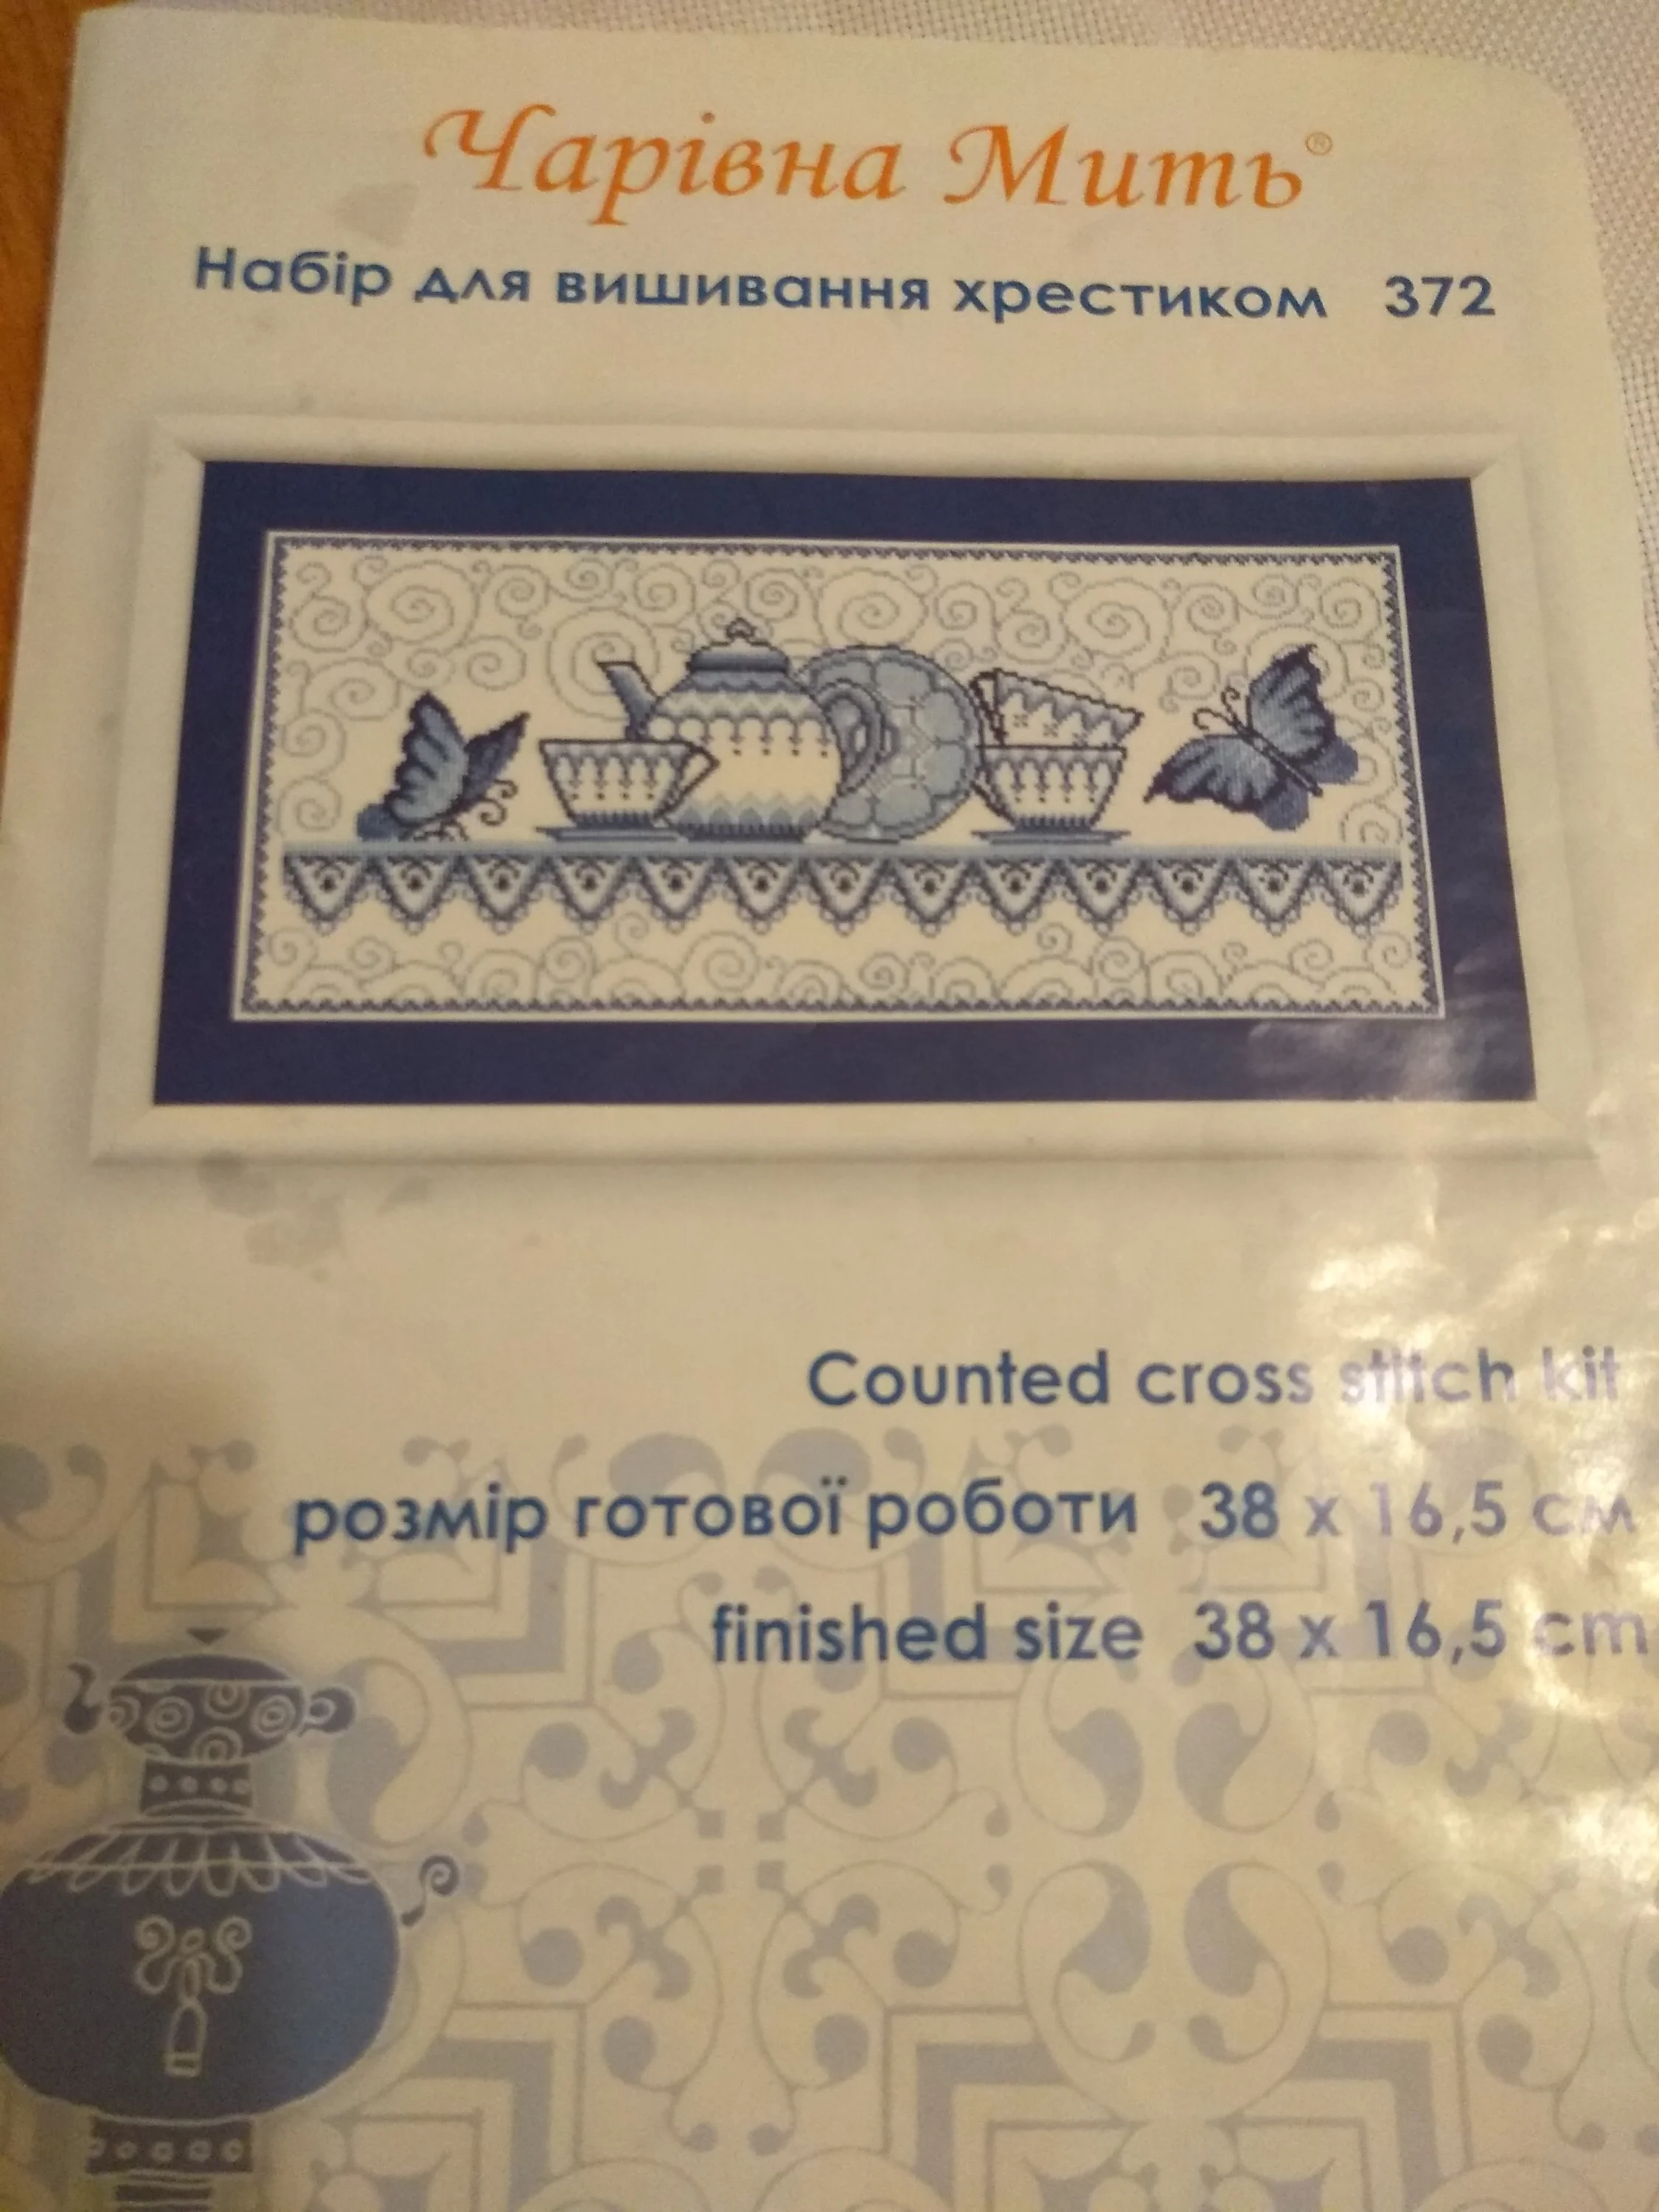 Чарівна Мить®
Набір для вишивання хрестиком 372
Counted cross stitch kit
розмір готової роботи 38 x 16,5 см
finished size 38 x 16,5 cm